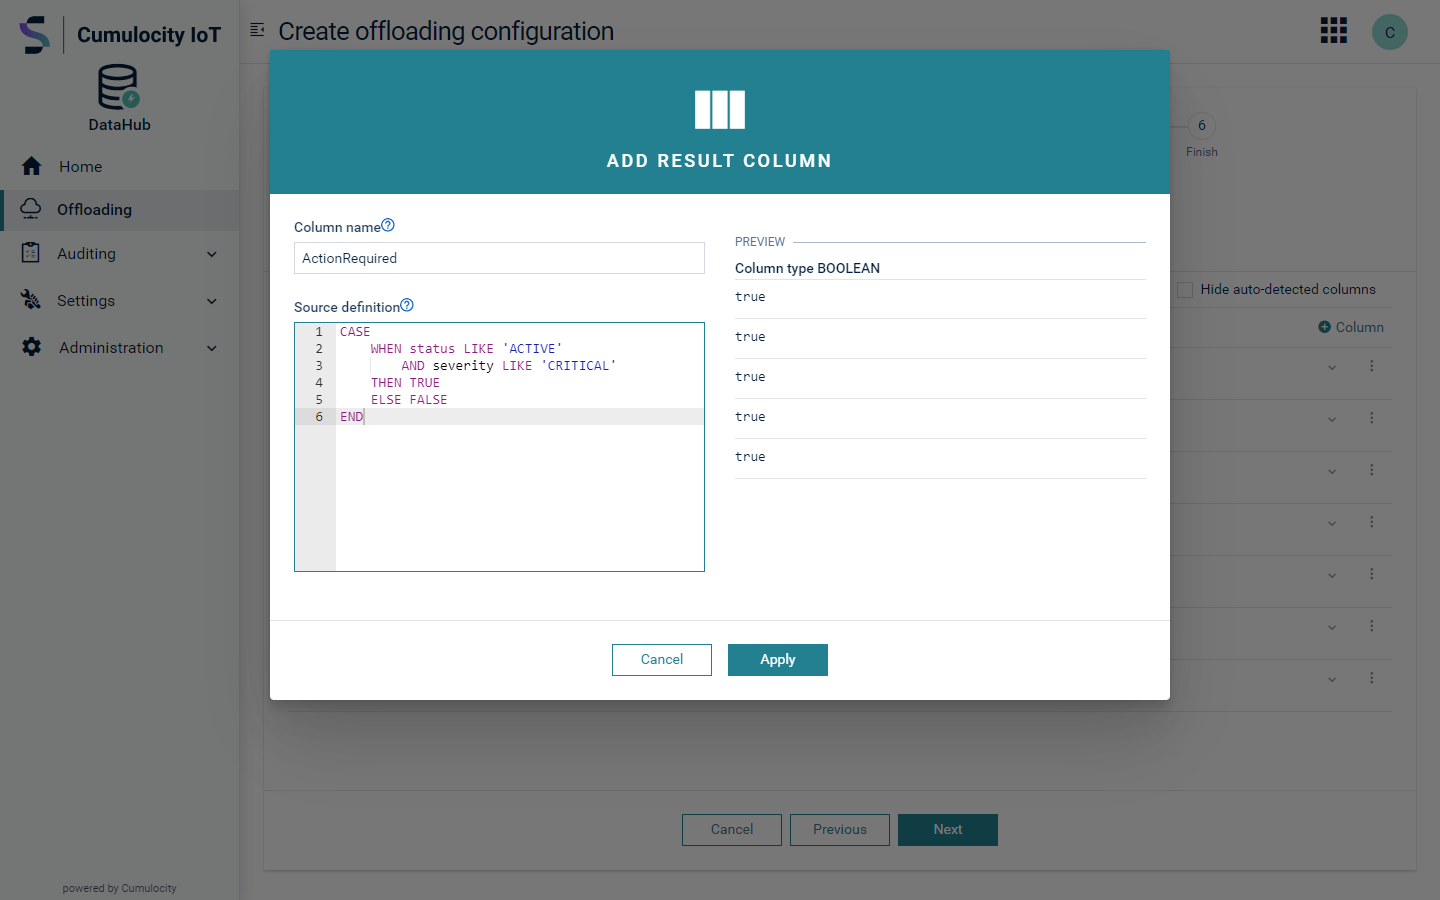 Cumulocity IoT
Create offloading configuration
C
DataHub
Home
Offloading
Auditing
Settings
Administration
powered by Cumulocity
6
Finish
Hide auto-detected columns
Column
ADD RESULT COLUMN
Column name
ActionRequired
Source definition
1 CASE
2 WHEN status LIKE 'ACTIVE'
3 AND severity LIKE 'CRITICAL'
4 THEN TRUE
5 ELSE FALSE
6 END
PREVIEW
Column type BOOLEAN
true
true
true
true
true
Cancel Apply
Cancel Previous Next